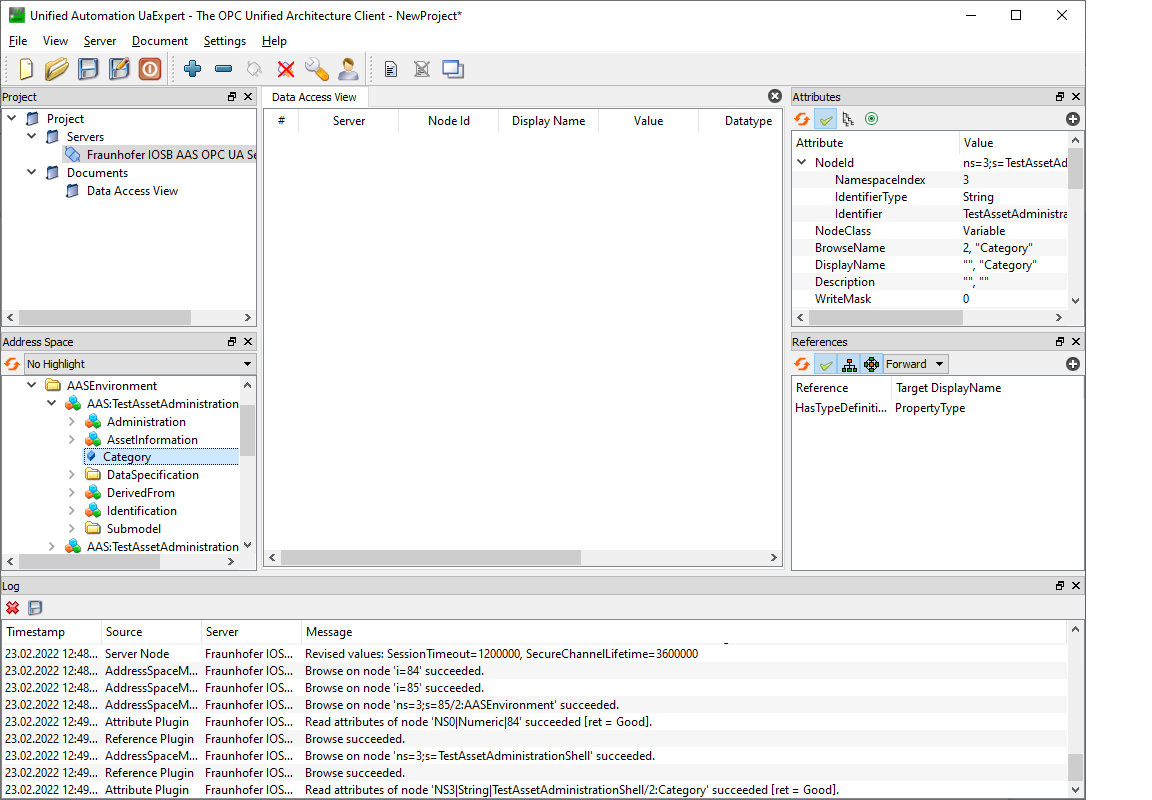 Unified Automation UaExpert - The OPC Unified Architecture Client - NewProject*
File View Server Document Settings Help
Project
Project
Servers
Fraunhofer IOSB AAS OPC UA Se
Documents
Data Access View
Address Space
No Highlight
AASEnvironment
AAS:TestAssetAdministration
Administration
AssetInformation
Category
DataSpecification
DerivedFrom
Identification
Submodel
AAS:TestAssetAdministration
Data Access View
# Server Node Id Display Name Value Datatype
Attributes
Attribute Value
NodeId ns=3;s=TestAssetAd
NamespaceIndex 3
IdentifierType String
Identifier TestAssetAdministra
NodeClass Variable
BrowseName 2, "Category"
DisplayName "", "Category"
Description "", ""
WriteMask 0
References
Forward
Reference Target DisplayName
HasTypeDefiniti... PropertyType
Log
Timestamp Source Server Message
23.02.2022 12:48... Server Node Fraunhofer IOS... Revised values: SessionTimeout=1200000, SecureChannelLifetime=3600000
23.02.2022 12:48... AddressSpaceM... Fraunhofer IOS... Browse on node 'i=84' succeeded.
23.02.2022 12:48... AddressSpaceM... Fraunhofer IOS... Browse on node 'i=85' succeeded.
23.02.2022 12:48... AddressSpaceM... Fraunhofer IOS... Browse on node 'ns=3;s=85/2:AASEnvironment' succeeded.
23.02.2022 12:49... Attribute Plugin Fraunhofer IOS... Read attributes of node 'NS0|Numeric|84' succeeded [ret = Good].
23.02.2022 12:49... Reference Plugin Fraunhofer IOS... Browse succeeded.
23.02.2022 12:49... AddressSpaceM... Fraunhofer IOS... Browse on node 'ns=3;s=TestAssetAdministrationShell' succeeded.
23.02.2022 12:49... Reference Plugin Fraunhofer IOS... Browse succeeded.
23.02.2022 12:49... Attribute Plugin Fraunhofer IOS... Read attributes of node 'NS3|String|TestAssetAdministrationShell/2:Category' succeeded [ret = Good].